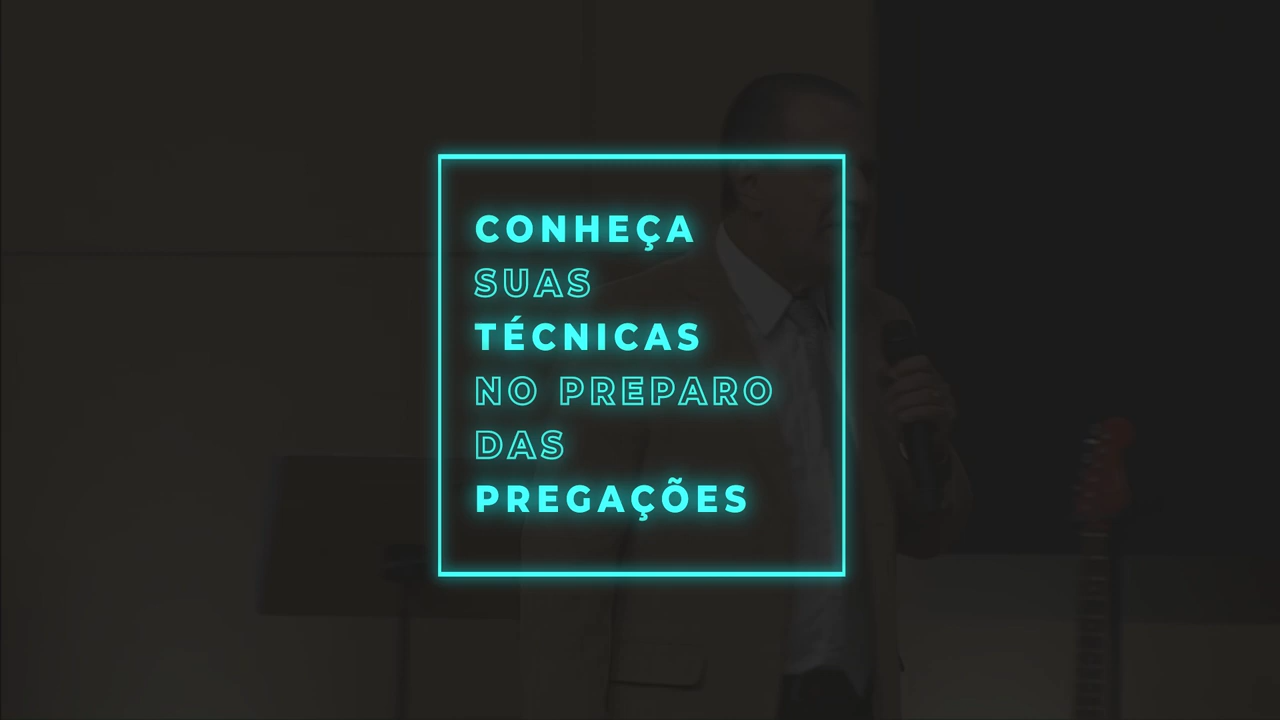 CONHEÇA
SUAS
TÉCNICAS
NO PREPARO
DAS
PREGAÇÕES